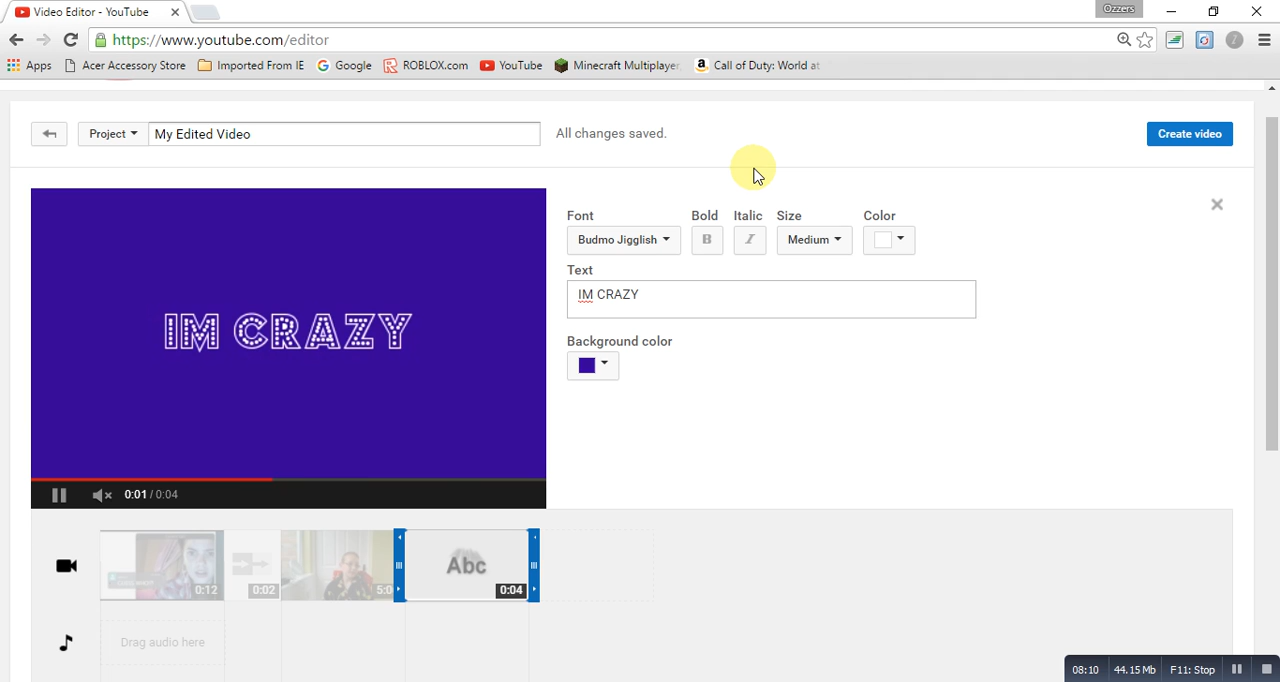 Video Editor - YouTube
Ozzers
https://www.youtube.com/editor
Apps Acer Accessory Store Imported From IE Google ROBLOX.com YouTube Minecraft Multiplayer Call of Duty: World at
Project My Edited Video All changes saved. Create video
Font Bold Italic Size Color
Budmo Jigglish B I Medium
Text
IM CRAZY
IM CRAZY
Background color
0:01 / 0:04
0:12 0:02 5:0 Abc 0:04
Drag audio here
08:10 44.15 Mb F11: Stop